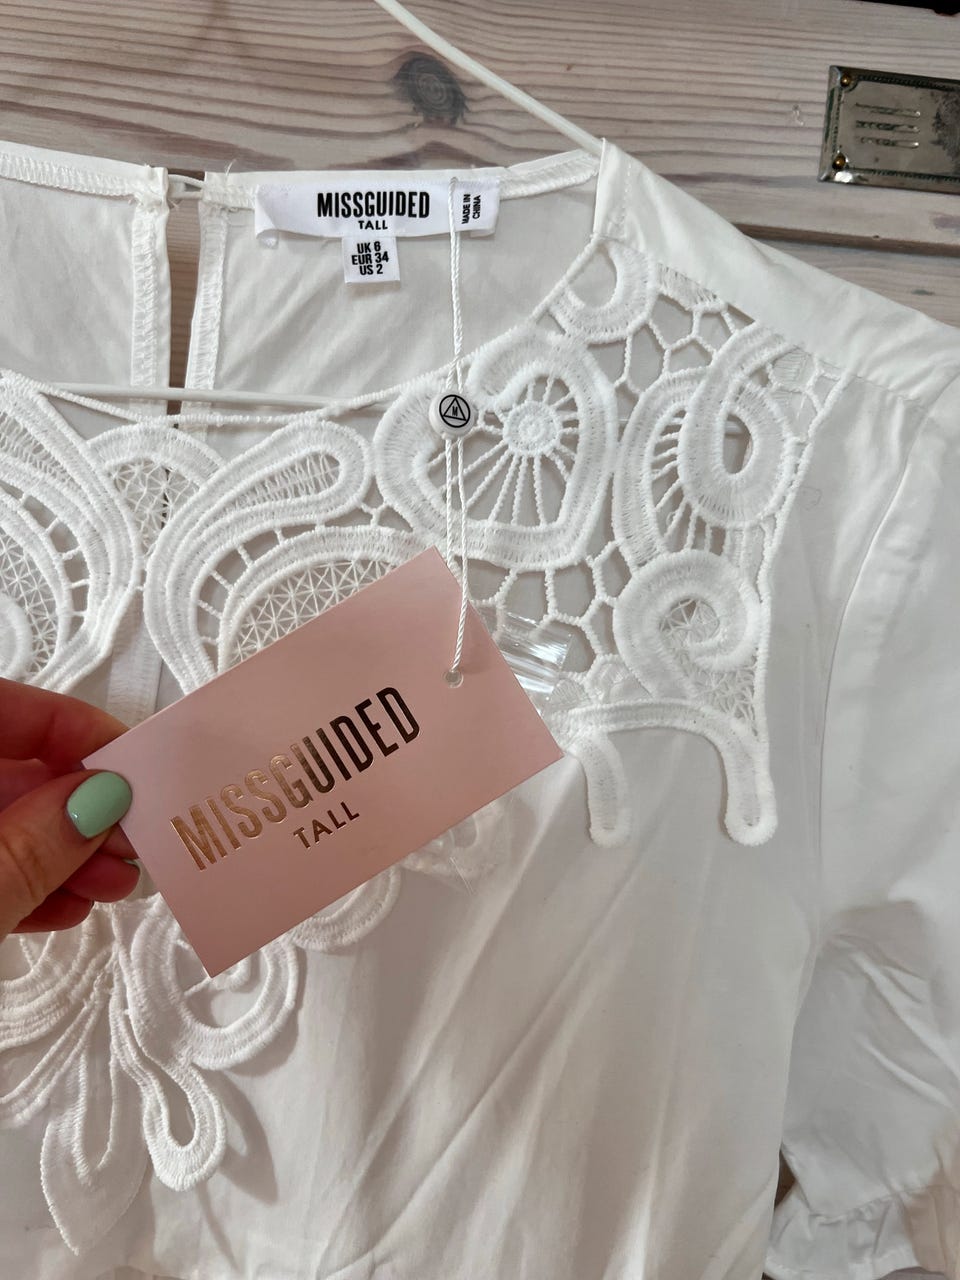 MISSGUIDED
TALL
MADE IN
CHINA
UK 6
EUR 34
US 2
M
MISSGUIDED
TALL